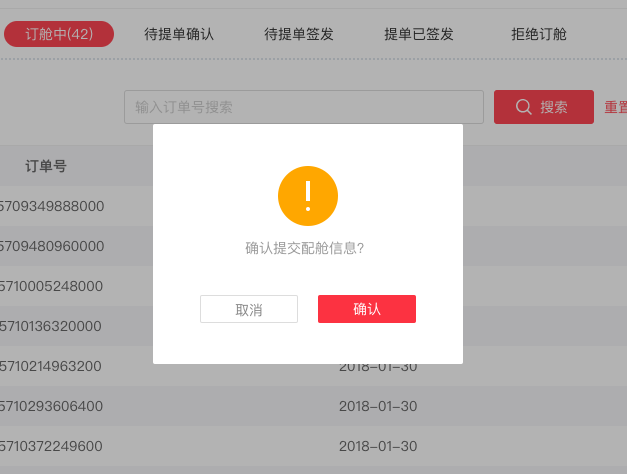 订舱中(42) 待提单确认 待提单签发 提单已签发 拒绝订舱
输入订单号搜索 搜索 重置
订单号
5709349888000
5709480960000
确认提交配舱信息?
5710005248000
取消 确认
5710136320000
5710214963200 2018-01-30
5710293606400 2018-01-30
5710372249600 2018-01-30